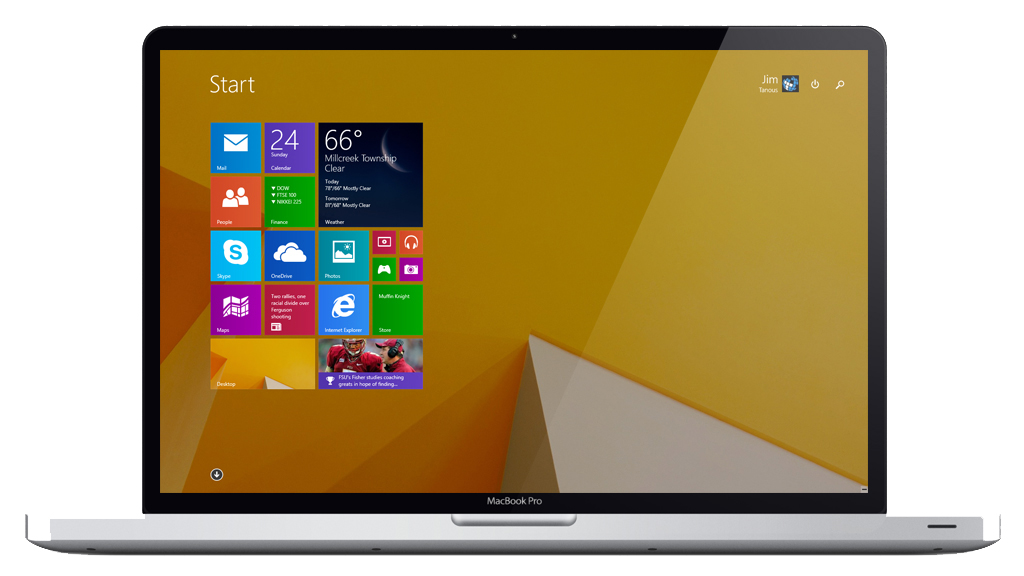 Start
Jim
Tanous
Mail
24
Sunday
Calendar
66°
Millcreek Township
Clear
Today
78°/66° Mostly Clear
Tomorrow
81°/68° Mostly Clear
Weather
People
▼ DOW
▼ FTSE 100
▼ NIKKEI 225
Finance
S
Skype
OneDrive
Photos
Maps
Two rallies, one
racial divide over
Ferguson
shooting
Internet Explorer
Muffin Knight
Store
Desktop
FSU's Fisher studies coaching
greats in hope of finding...
MacBook Pro